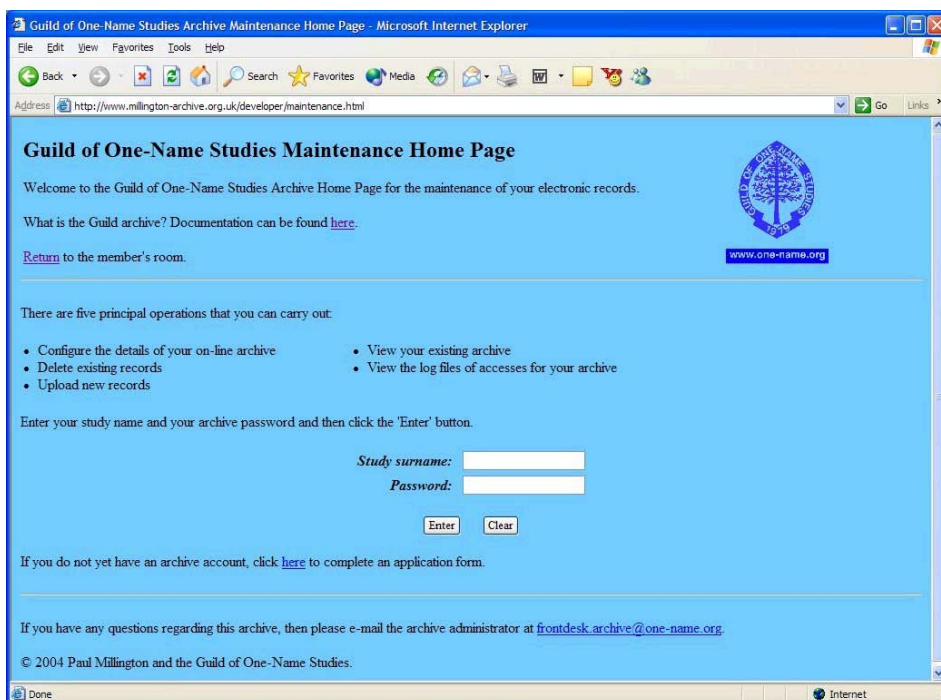 Guild of One-Name Studies Archive Maintenance Home Page - Microsoft Internet Explorer
File Edit View Favorites Tools Help
Back Search Favorites Media
Address http://www.millington-archive.org.uk/developer/maintenance.html Go Links
Guild of One-Name Studies Maintenance Home Page
Welcome to the Guild of One-Name Studies Archive Home Page for the maintenance of your electronic records.
What is the Guild archive? Documentation can be found here.
Return to the member's room.
GUILD OF ONE-NAME STUDIES
1979
www.one-name.org
There are five principal operations that you can carry out:
• Configure the details of your on-line archive
• Delete existing records
• Upload new records
• View your existing archive
• View the log files of accesses for your archive
Enter your study name and your archive password and then click the 'Enter' button.
Study surname:
Password:
Enter Clear
If you do not yet have an archive account, click here to complete an application form.
If you have any questions regarding this archive, then please e-mail the archive administrator at frontdesk.archive@one-name.org.
© 2004 Paul Millington and the Guild of One-Name Studies.
Done Internet